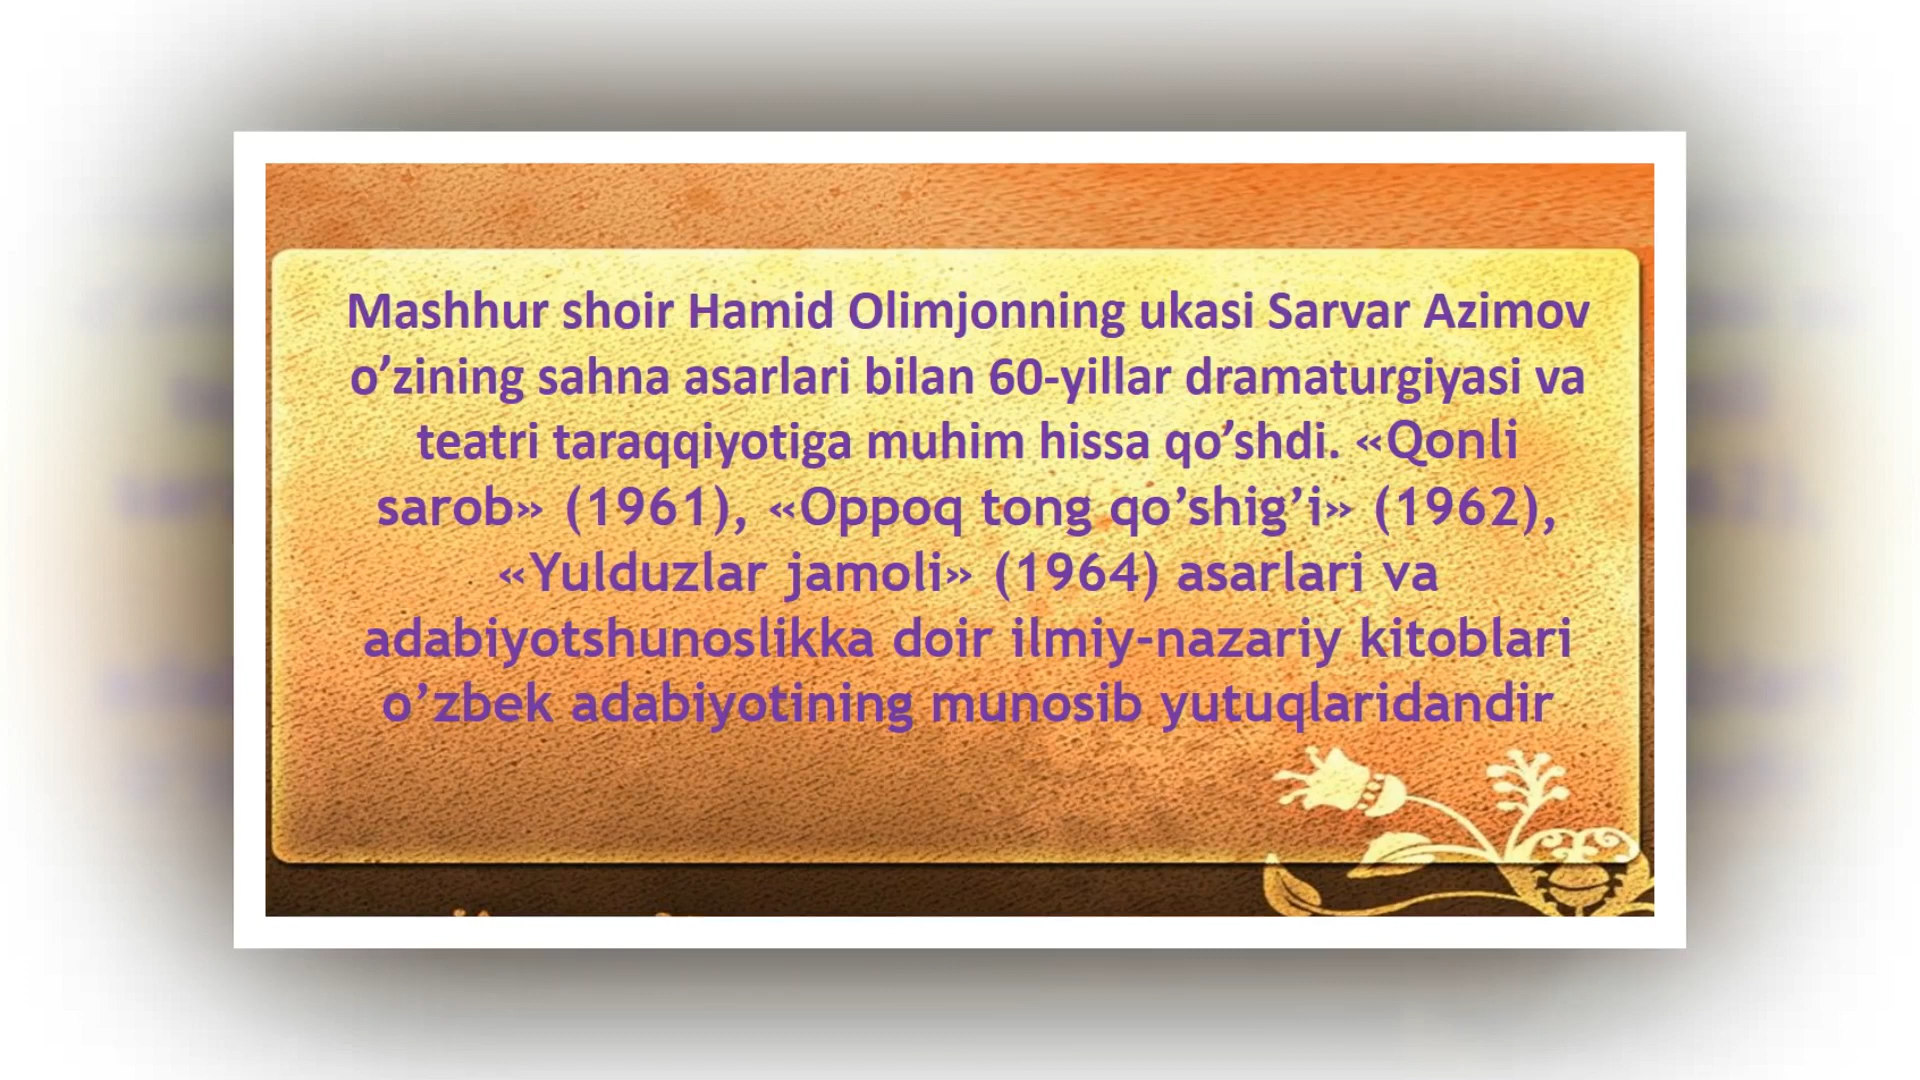 Mashhur shoir Hamid Olimjonning ukasi Sarvar Azimov
o’zining sahna asarlari bilan 60-yillar dramaturgiyasi va
teatri taraqqiyotiga muhim hissa qo’shdi. «Qonli
sarob» (1961), «Oppoq tong qo’shig’i» (1962),
«Yulduzlar jamoli» (1964) asarlari va
adabiyotshunoslikka doir ilmiy-nazariy kitoblari
o’zbek adabiyotining munosib yutuqlaridandir